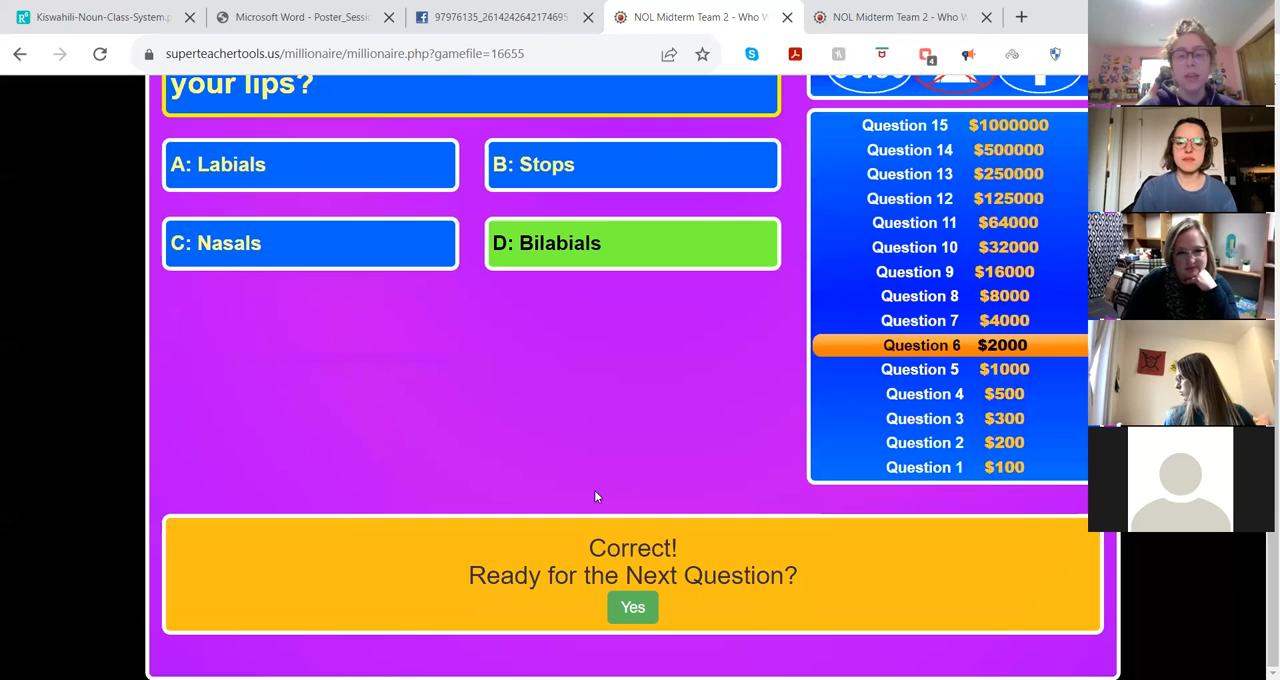 Kiswahili-Noun-Class-System.p
Microsoft Word - Poster_Sessi
97976135_2614242642174695
NOL Midterm Team 2 - Who W
NOL Midterm Team 2 - Who W
superteachertools.us/millionaire/millionaire.php?gamefile=16655
4
your lips?
A: Labials
B: Stops
C: Nasals
D: Bilabials
Question 15 $1000000
Question 14 $500000
Question 13 $250000
Question 12 $125000
Question 11 $64000
Question 10 $32000
Question 9 $16000
Question 8 $8000
Question 7 $4000
Question 6 $2000
Question 5 $1000
Question 4 $500
Question 3 $300
Question 2 $200
Question 1 $100
Correct!
Ready for the Next Question?
Yes